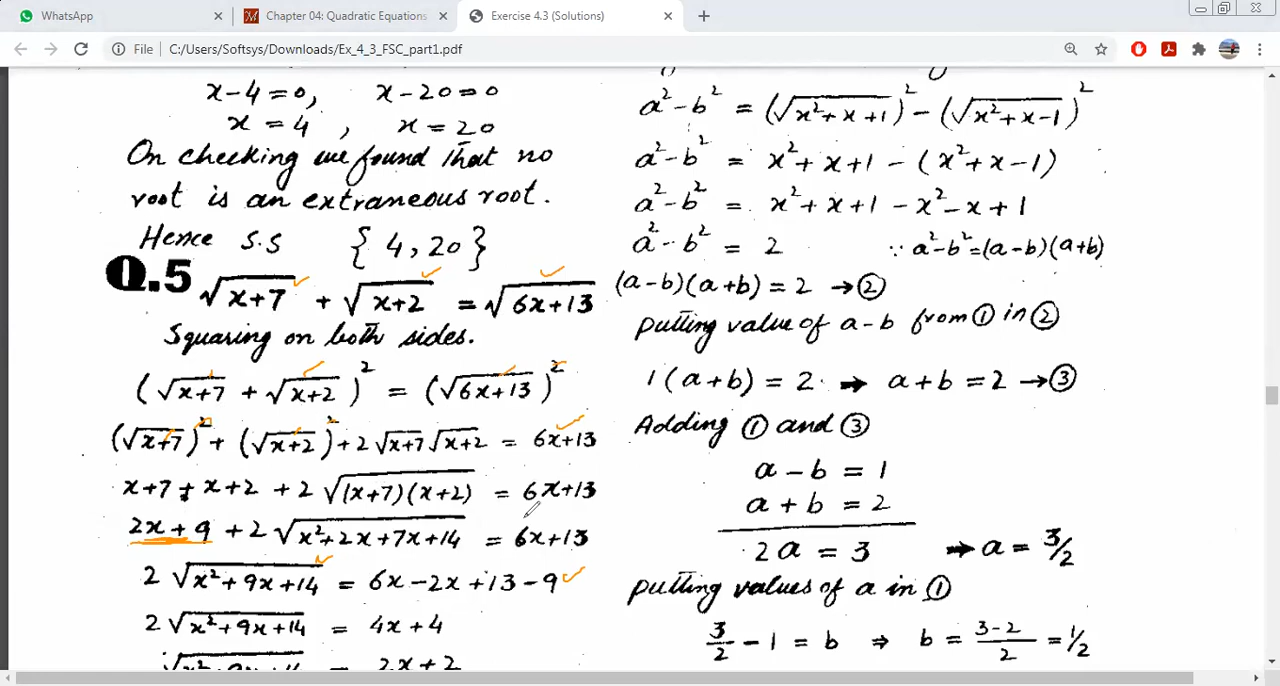 WhatsApp
Chapter 04: Quadratic Equations
Exercise 4.3 (Solutions)
File
C:/Users/Softsys/Downloads/Ex_4_3_FSC_part1.pdf
x-4=0, x-20=0
x=4, x=20
On checking we found that no
root is an extraneous root.
Hence S.S {4, 20}
Q.5 √(x+7) + √(x+2) = √(6x+13)
Squaring on both sides.
(√(x+7) + √(x+2))² = (√(6x+13))²
(√(x+7))² + (√(x+2))² + 2√(x+7)√(x+2) = 6x+13
x+7+x+2 + 2√((x+7)(x+2)) = 6x+13
2x+9 + 2√(x²+2x+7x+14) = 6x+13
2√(x²+9x+14) = 6x-2x+13-9
2√(x²+9x+14) = 4x+4
√(x²+9x+14) = 2x+2
a²-b² = (√(x²+x+1))² - (√(x²+x-1))²
a²-b² = x²+x+1 - (x²+x-1)
a²-b² = x²+x+1-x²-x+1
a²-b² = 2 ∵ a²-b²=(a-b)(a+b)
(a-b)(a+b)=2 → ②
putting value of a-b from ① in ②
1(a+b)=2 ⇒ a+b=2 → ③
Adding ① and ③
a-b=1
a+b=2
2a=3 ⇒ a=3/2
putting values of a in ①
3/2 - 1 = b ⇒ b = (3-2)/2 = 1/2